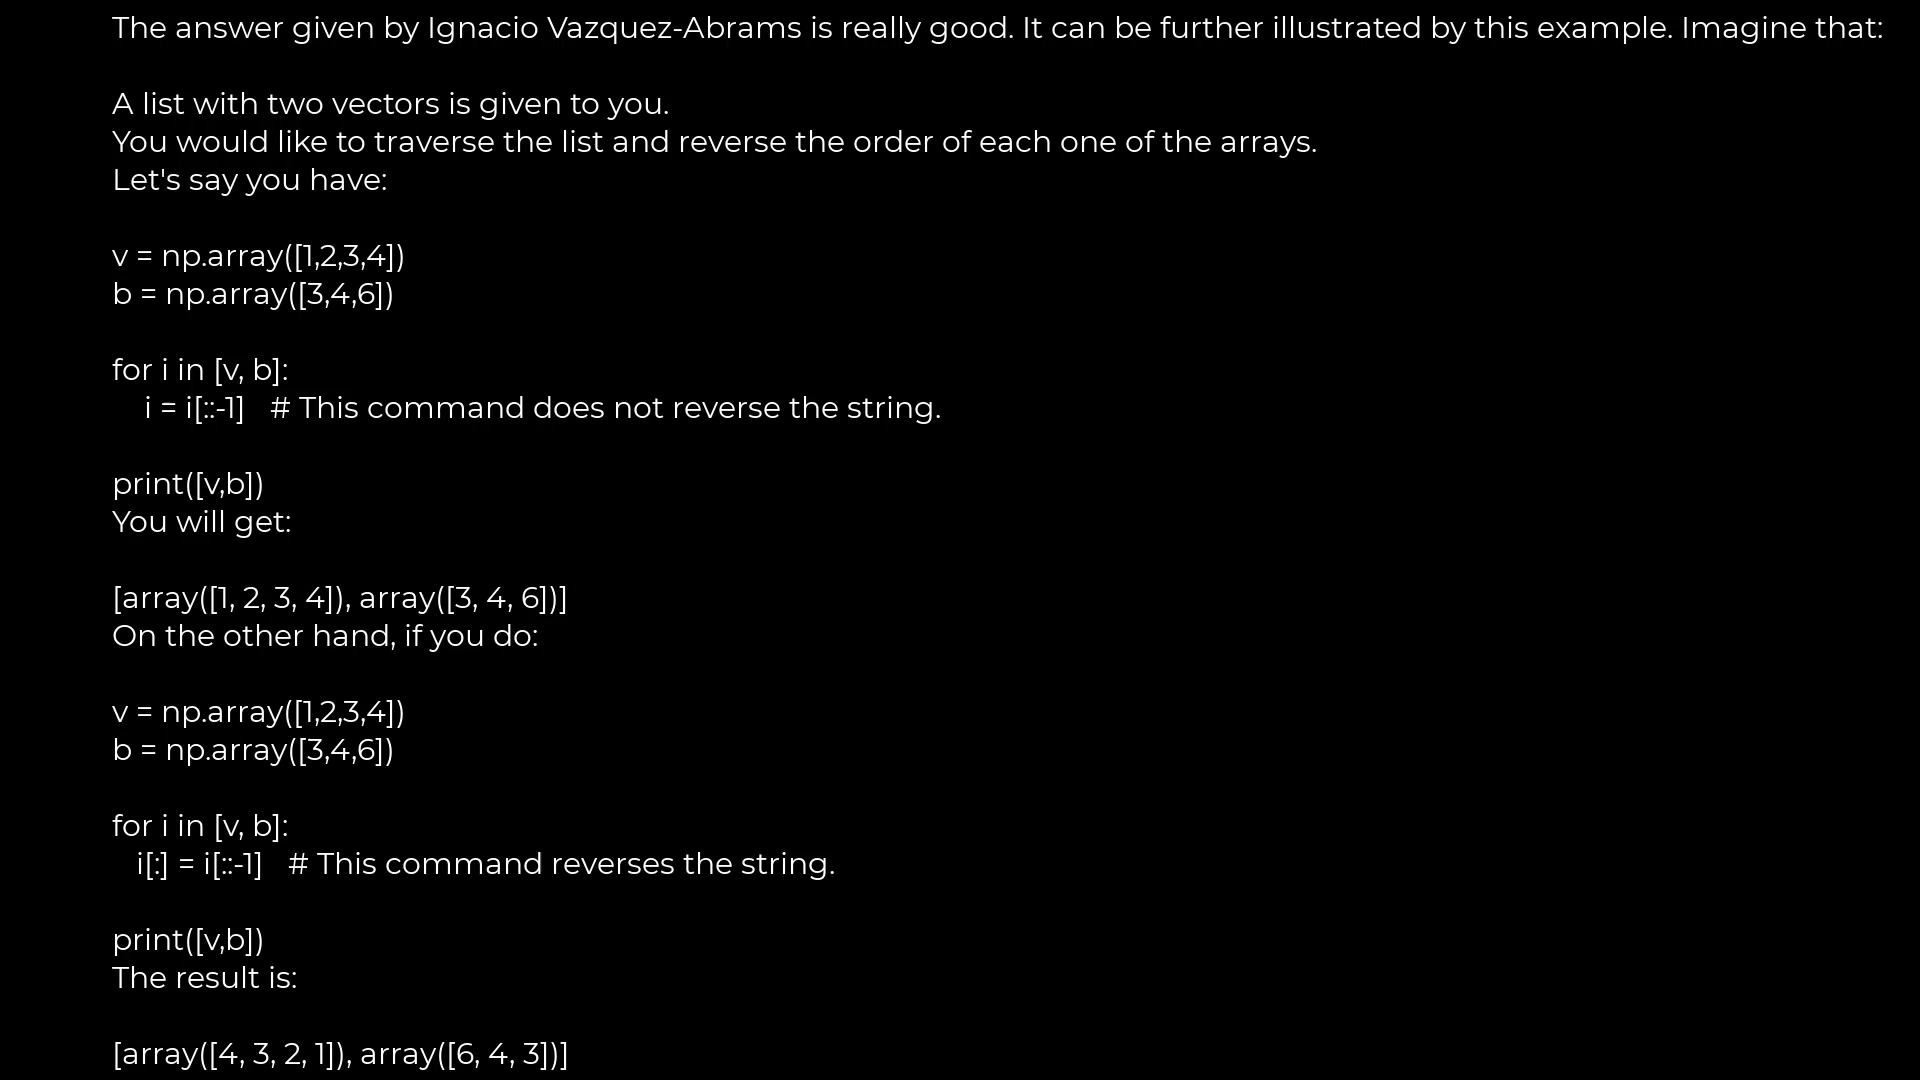 The answer given by Ignacio Vazquez-Abrams is really good. It can be further illustrated by this example. Imagine that:
A list with two vectors is given to you.
You would like to traverse the list and reverse the order of each one of the arrays.
Let's say you have:
v = np.array([1,2,3,4])
b = np.array([3,4,6])
for i in [v, b]:
    i = i[::-1]   # This command does not reverse the string.
print([v,b])
You will get:
[array([1, 2, 3, 4]), array([3, 4, 6])]
On the other hand, if you do:
v = np.array([1,2,3,4])
b = np.array([3,4,6])
for i in [v, b]:
   i[:] = i[::-1]   # This command reverses the string.
print([v,b])
The result is:
[array([4, 3, 2, 1]), array([6, 4, 3])]